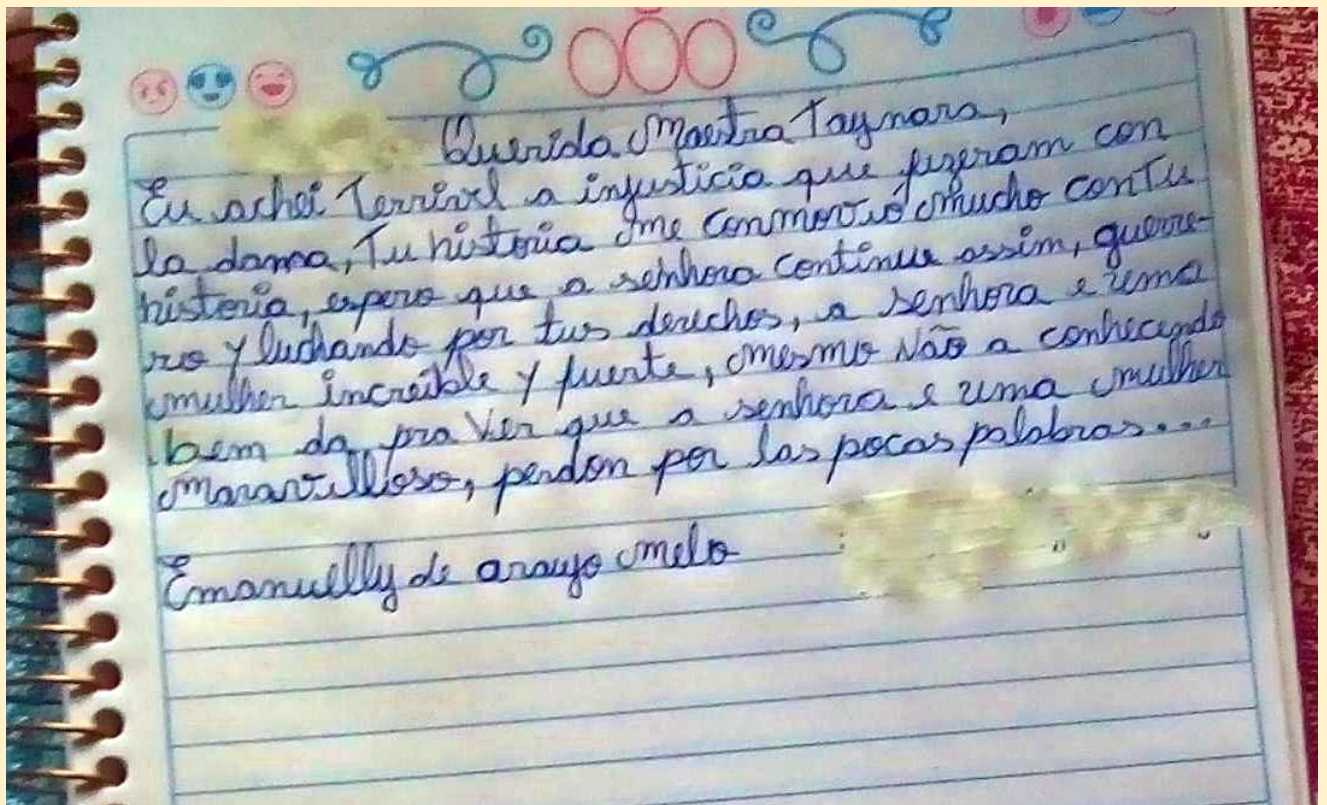 Querida Maestra Taynara,
Eu achei Terrivel a injusticia que fizeram con
la dama, Tu historia me conmovió mucho con Tu
historia, espero que a senhora continue assim, guerre-
ro y luchando por tus derechos, a senhora e uma
mulher increible y fuerte, mesmo Não a conhecendo
bem da pra Ver que a senhora e uma mulher
maravilloso, perdon por las pocas palabras...
Emanuelly de araujo melo